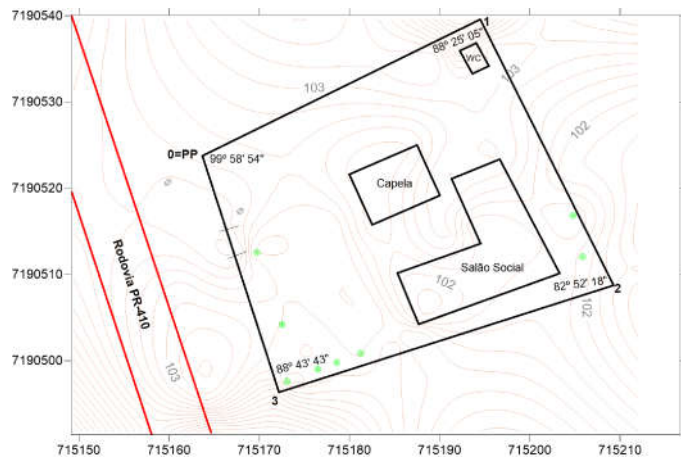 7190540
1
88º 25' 05"
WC
103
7190530
103
102
0=PP
99º 58' 54"
Capela
7190520
Rodovia PR-410
Salão Social
7190510
102
82º 52' 18"
2
102
7190500
103
88º 43' 43"
3
715150 715160 715170 715180 715190 715200 715210